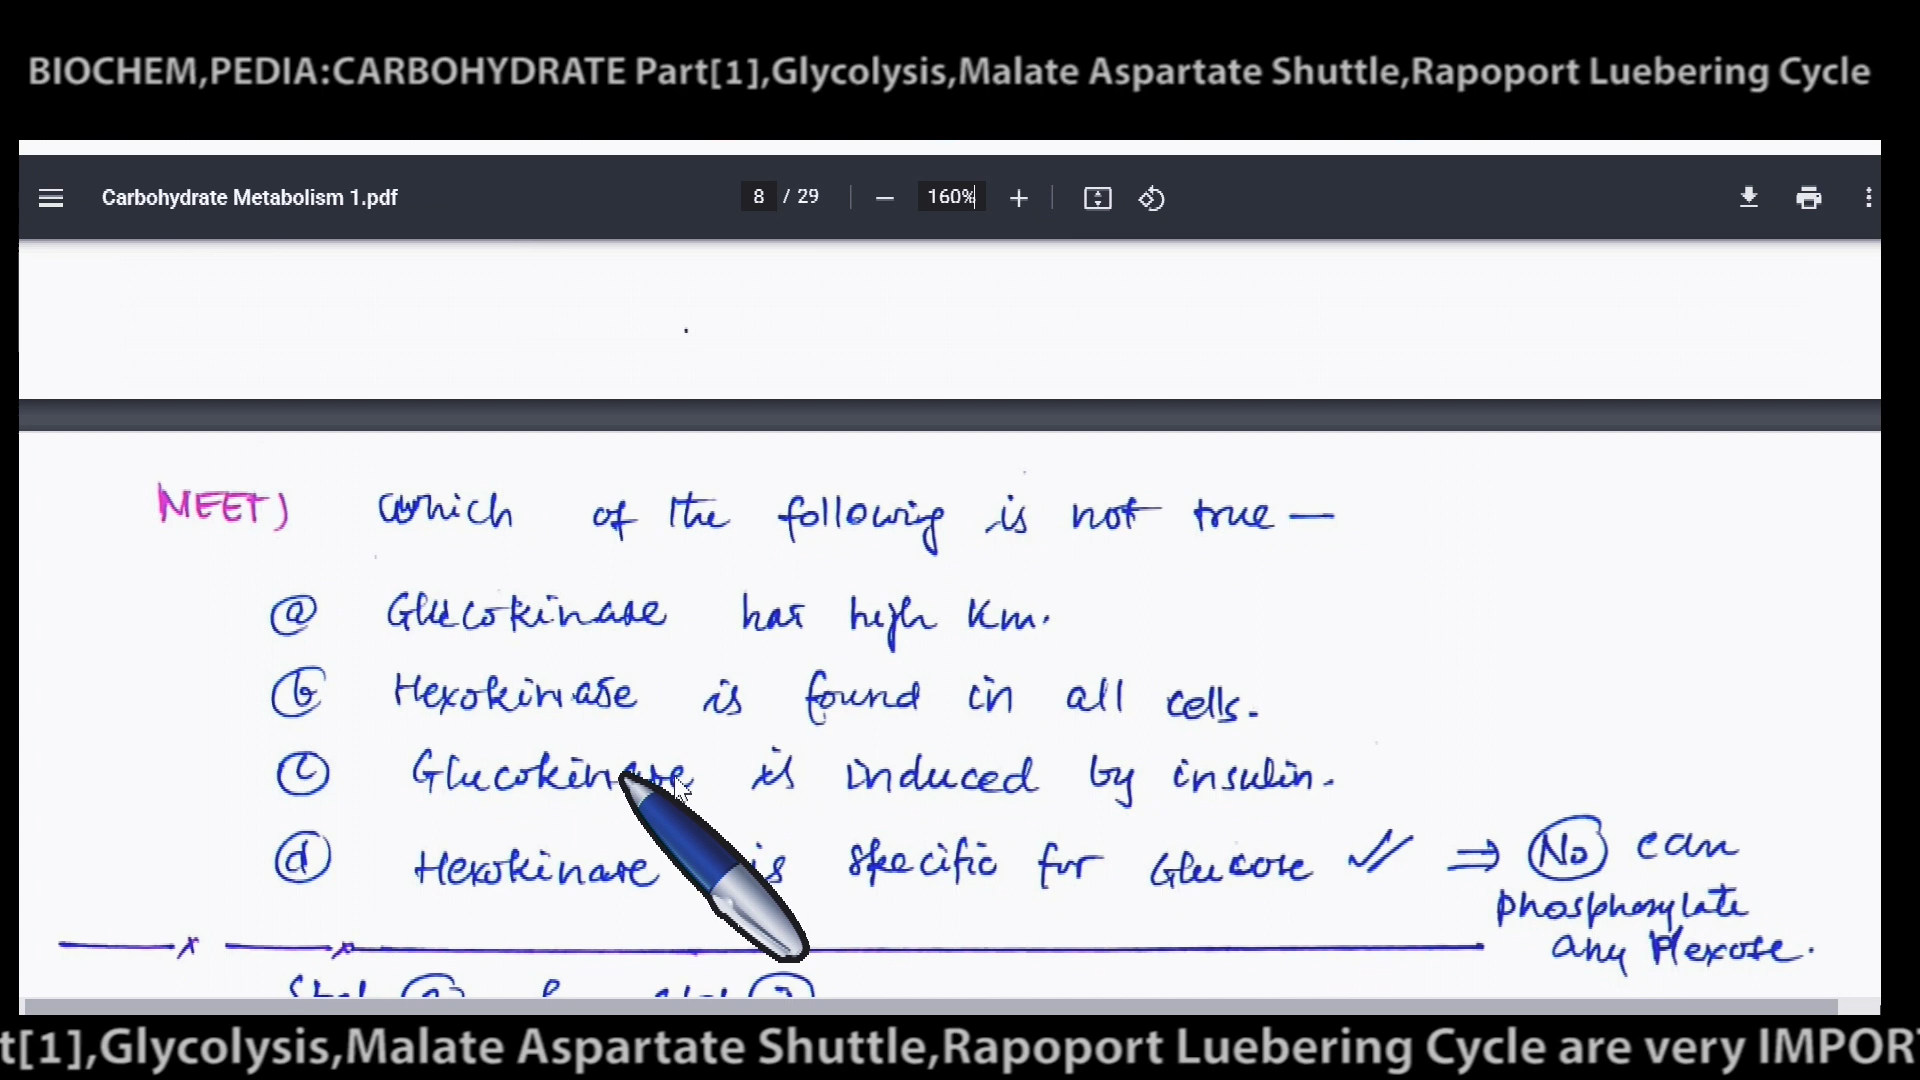 BIOCHEM,PEDIA:CARBOHYDRATE Part[1],Glycolysis,Malate Aspartate Shuttle,Rapoport Luebering Cycle
Carbohydrate Metabolism 1.pdf
8 / 29
160%
NEET) Which of the following is not true —
(a) Glucokinase has high Km.
(b) Hexokinase is found in all cells.
(c) Glucokinase is induced by insulin.
(d) Hexokinase is specific for Glucose ✓✓ ⇒ No can
phosphorylate
any Hexose.
t[1],Glycolysis,Malate Aspartate Shuttle,Rapoport Luebering Cycle are very IMPOR